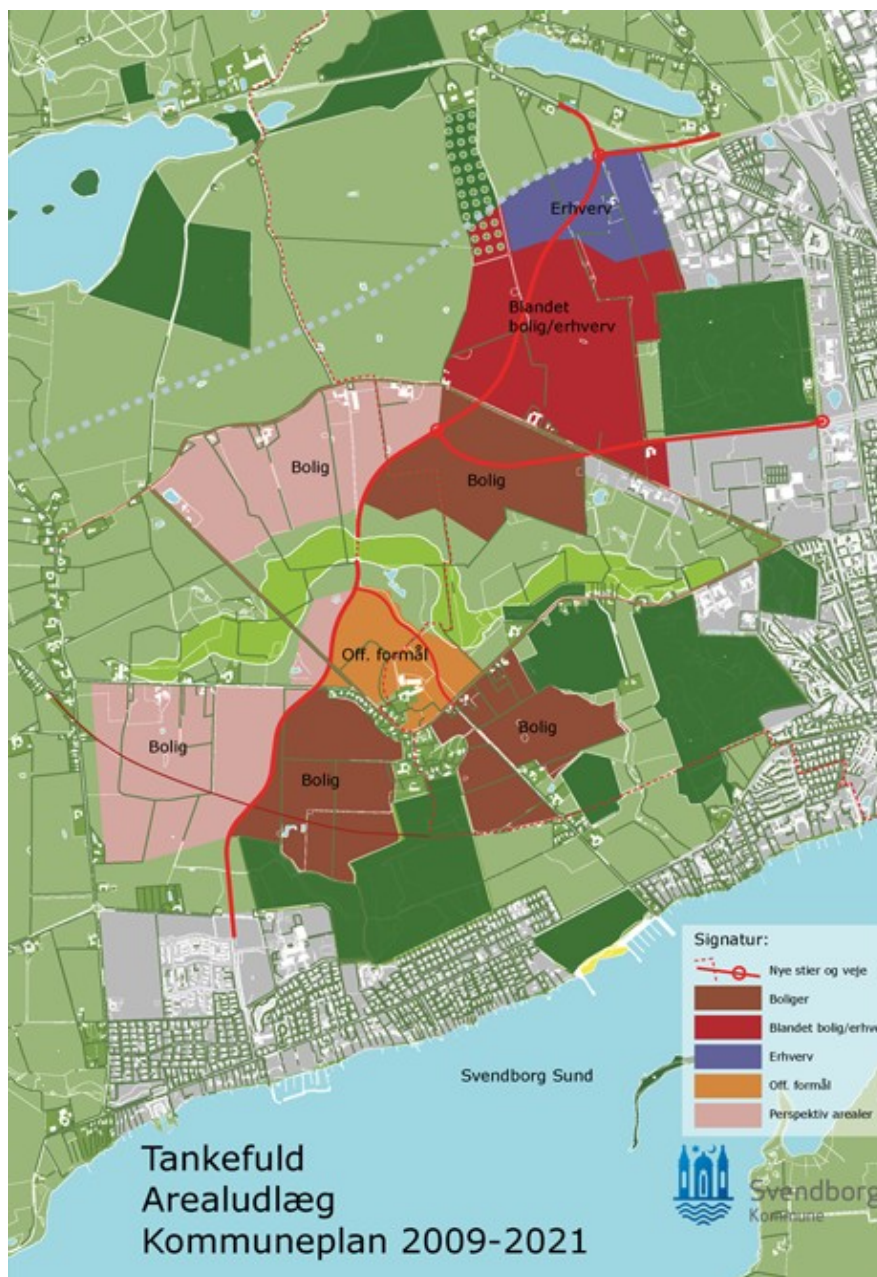 Erhverv
Blandet
bolig/erhverv
Bolig
Bolig
Off. formål
Bolig
Bolig
Bolig
Signatur:
Nye stier og veje
Boliger
Blandet bolig/erhve
Erhverv
Off. formål
Perspektiv arealer
Svendborg Sund
Tankefuld
Arealudlæg
Kommuneplan 2009-2021
Svendborg
Kommune